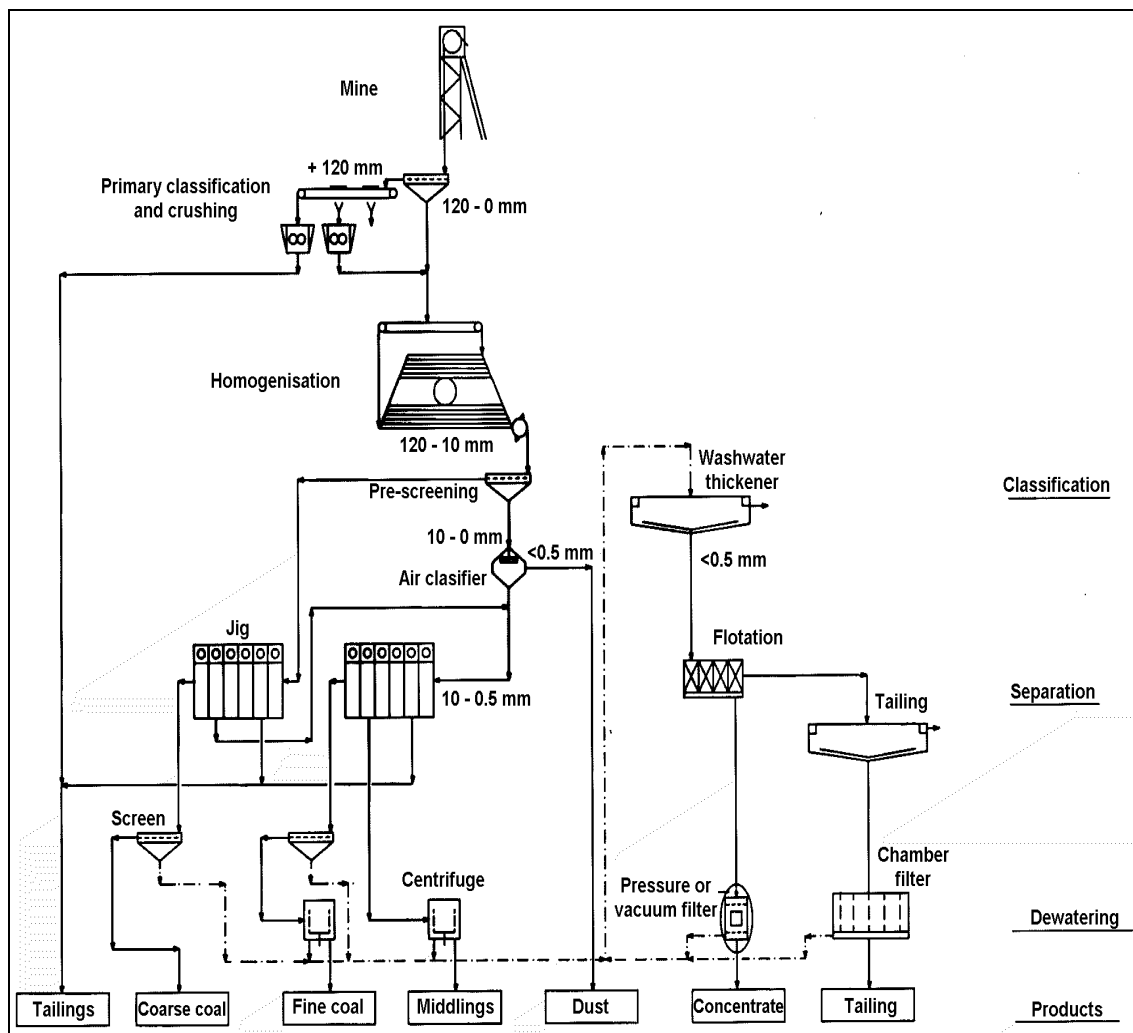 Mine
+ 120 mm
Primary classification
and crushing
120 - 0 mm
Homogenisation
120 - 10 mm
Washwater
thickener
Classification
Pre-screening
10 - 0 mm
<0.5 mm
<0.5 mm
Air clasifier
Jig
Flotation
10 - 0.5 mm
Separation
Tailing
Screen
Chamber
filter
Centrifuge
Pressure or
vacuum filter
Dewatering
Tailings
Coarse coal
Fine coal
Middlings
Dust
Concentrate
Tailing
Products